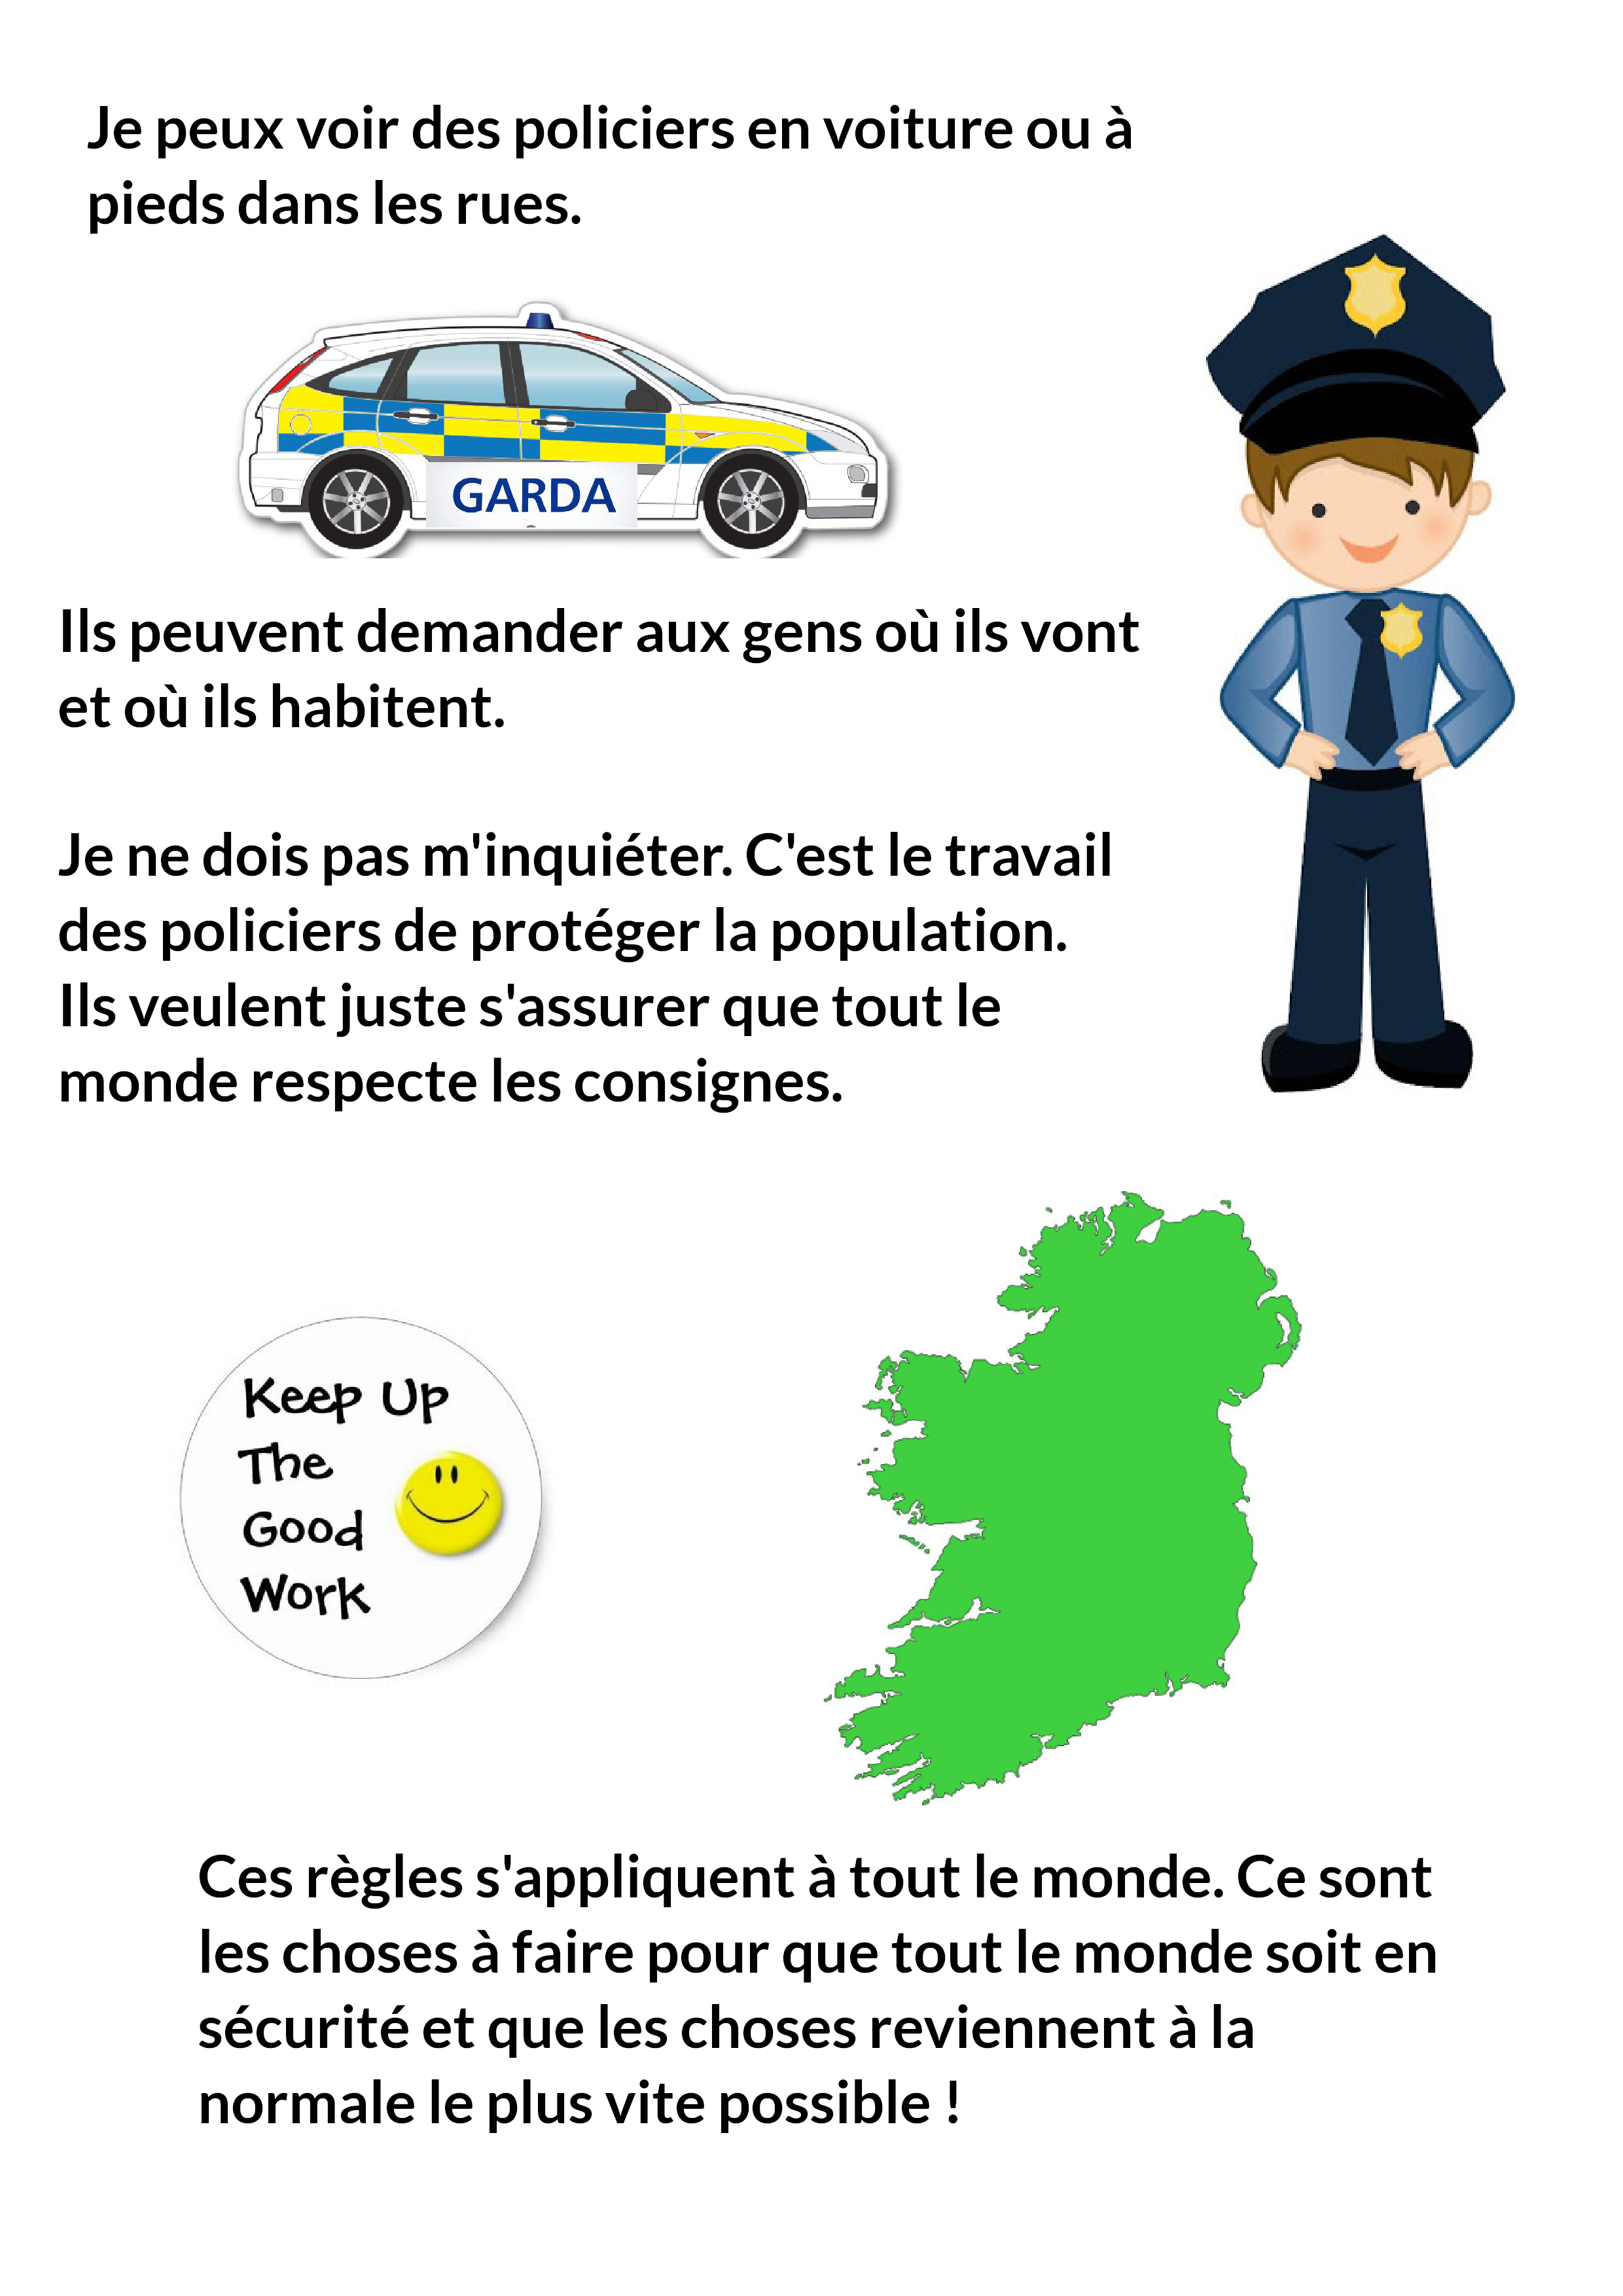 Je peux voir des policiers en voiture ou à
pieds dans les rues.
GARDA
Ils peuvent demander aux gens où ils vont
et où ils habitent.
Je ne dois pas m'inquiéter. C'est le travail
des policiers de protéger la population.
Ils veulent juste s'assurer que tout le
monde respecte les consignes.
Keep Up
The
Good
Work
Ces règles s'appliquent à tout le monde. Ce sont
les choses à faire pour que tout le monde soit en
sécurité et que les choses reviennent à la
normale le plus vite possible !